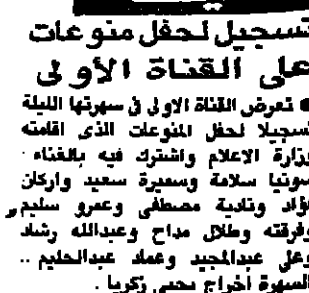 تسجيل لحفل منوعات
على القناة الأولى
● تعرض القناة الاولى في سهرتها الليلة
تسجيلا لحفل المنوعات الذى اقامته
وزارة الاعلام واشترك فيه بالغناء
سونيا سلامة وسميرة سعيد واركان
فؤاد ونادية مصطفى وعمرو سليم
وفرقته وطلال مداح وعبدالله رشاد
وعلى عبدالمجيد وعماد عبدالحليم ..
السهرة اخراج يحيى زكريا .